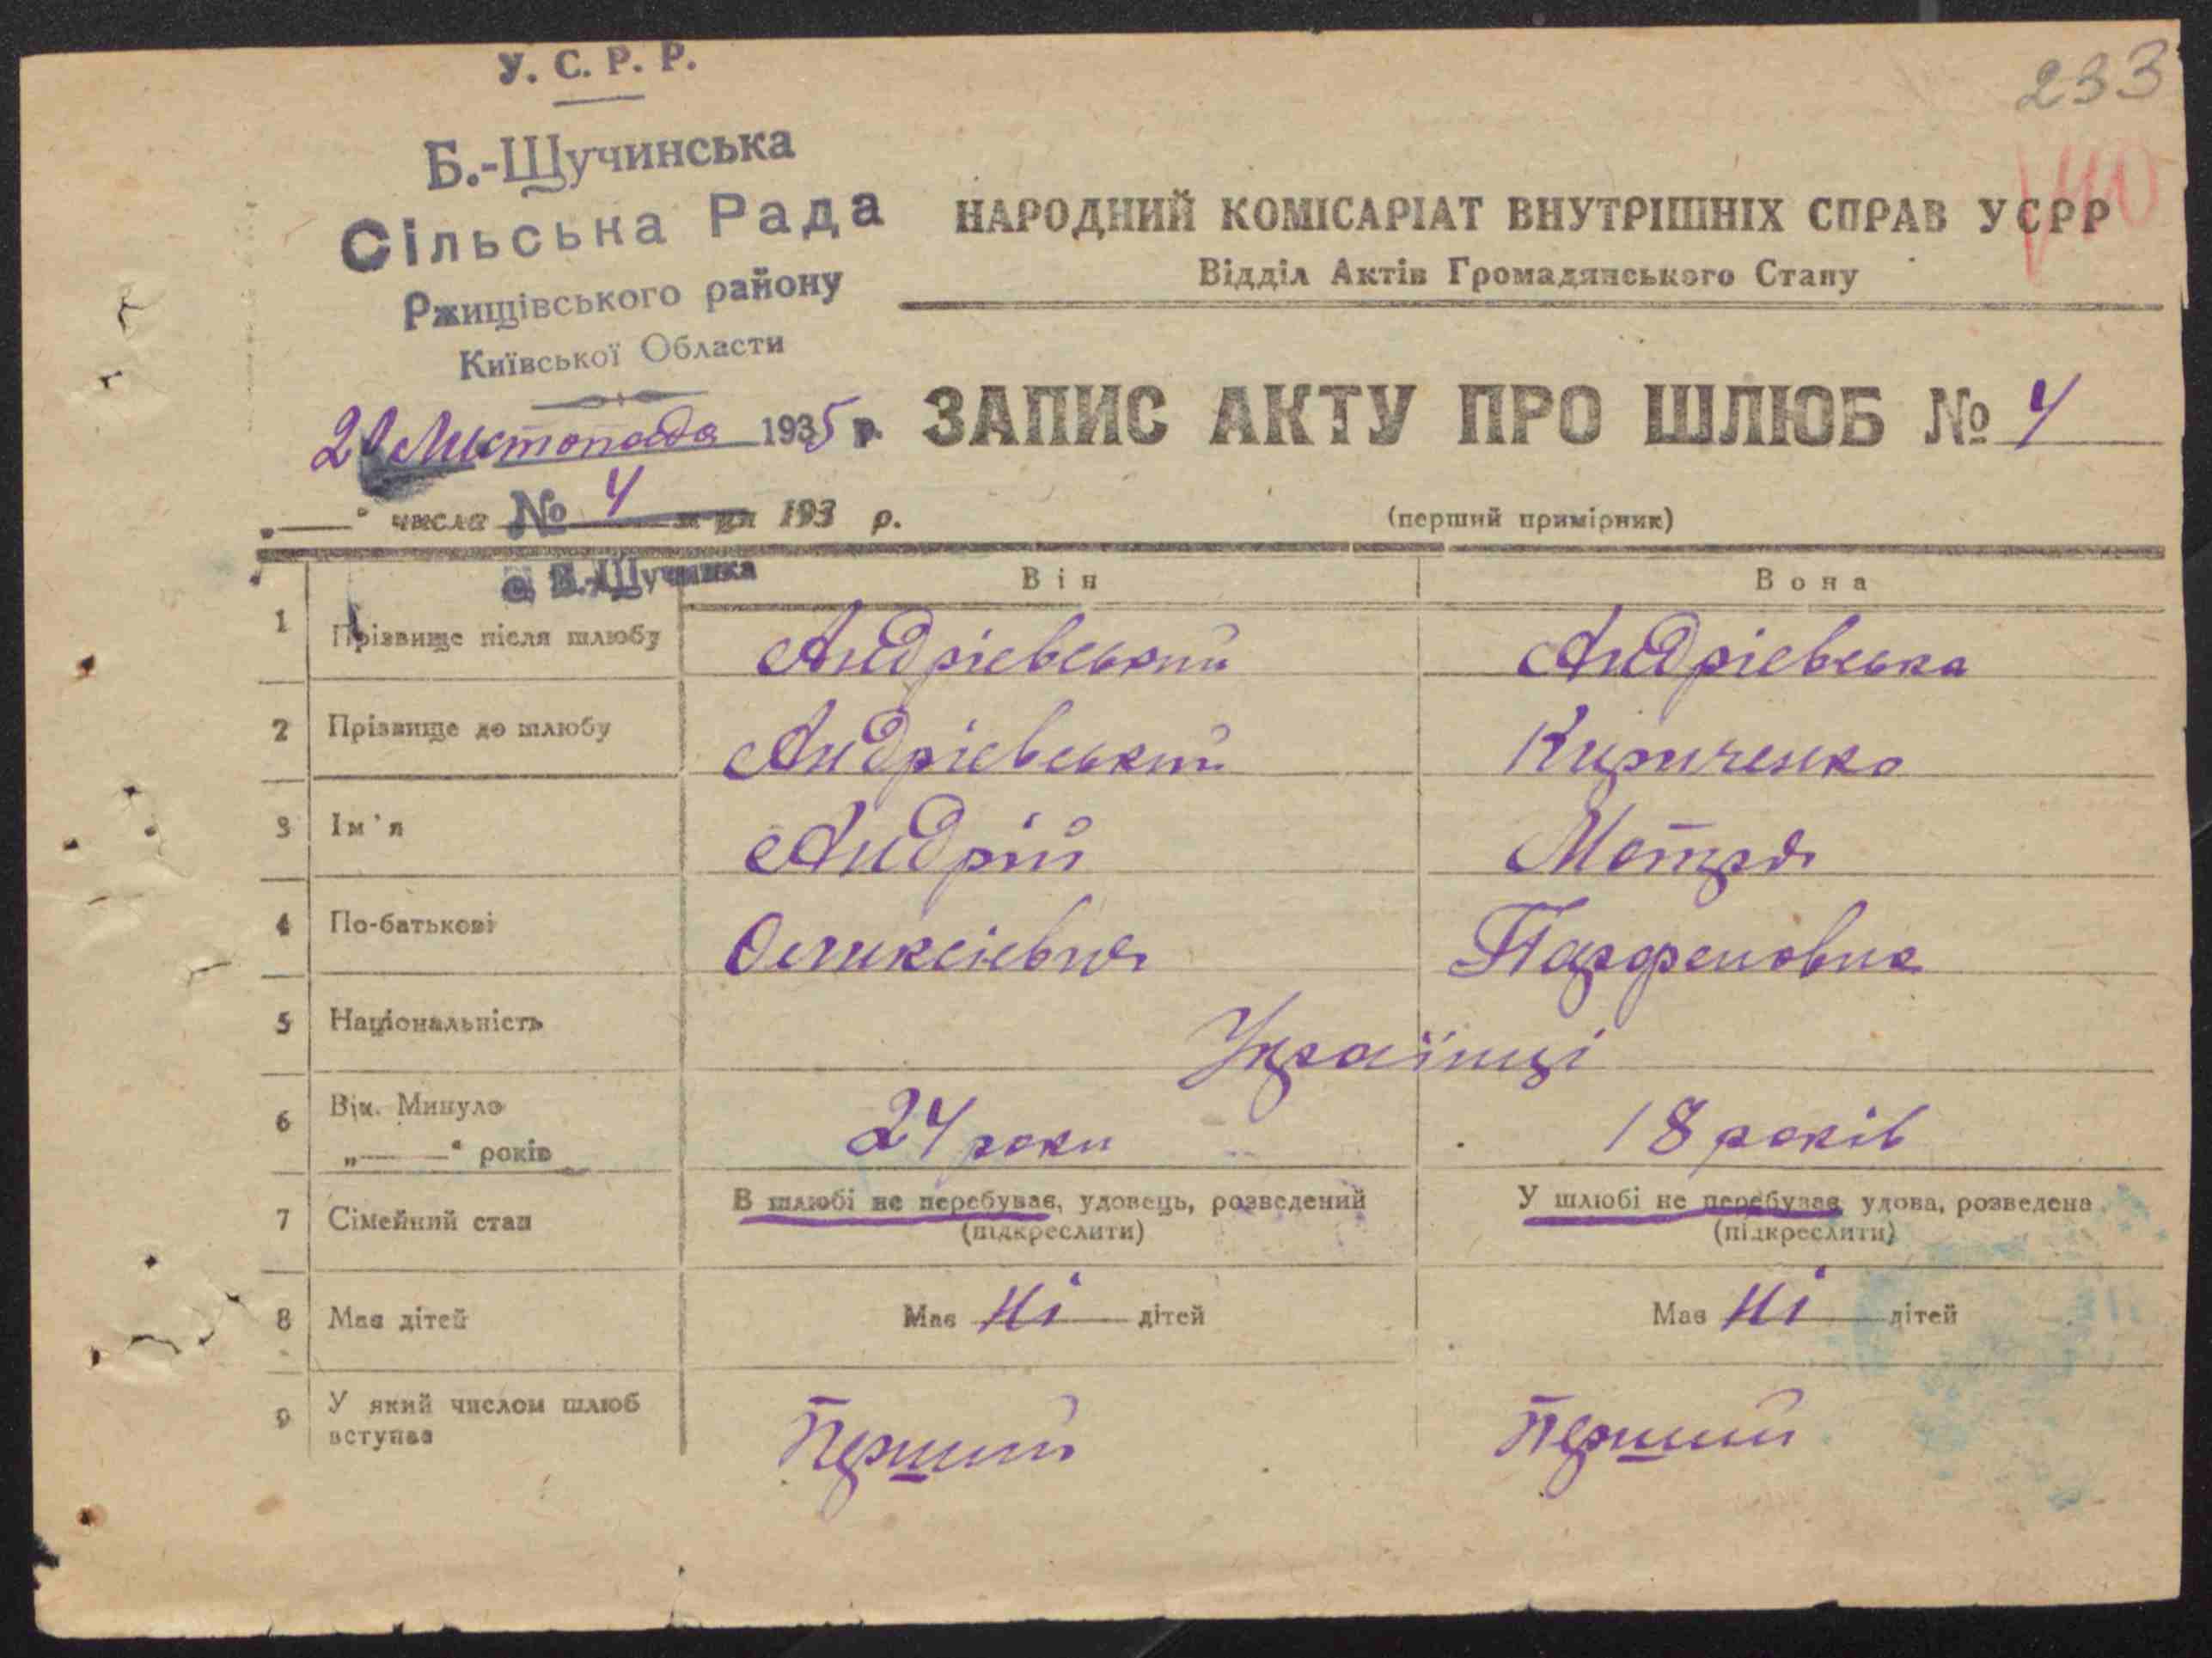 У. С. Р. Р.
233
Б.-Щучинська
Сільська Рада
Ржищівського району
Київської Области
НАРОДНИЙ КОМІСАРІАТ ВНУТРІШНІХ СПРАВ УСРР
Відділ Актів Громадянського Стану
Листопада 1935 р.
ЗАПИС АКТУ ПРО ШЛЮБ № 4
„—“ числа № 4 193 р.
(перший примірник)
с. Б.-Щучинка
Він Вона
1 Прізвище після шлюбу Андрієвський Андрієвська
2 Прізвище до шлюбу Андрієвський Кириченко
3 Ім'я Андрій Мотря
4 По-батькові Парфеновна
5 Національність Українці
6 Вік. Минуло
„— —“ років 24 роки 18 років
7 Сімейний стан В шлюбі не перебуває, удовець, розведений У шлюбі не перебуває, удова, розведена
(підкреслити) (підкреслити)
8 Має дітей Має Ні дітей Має Ні дітей
9 У який числом шлюб
вступає Перший Перший